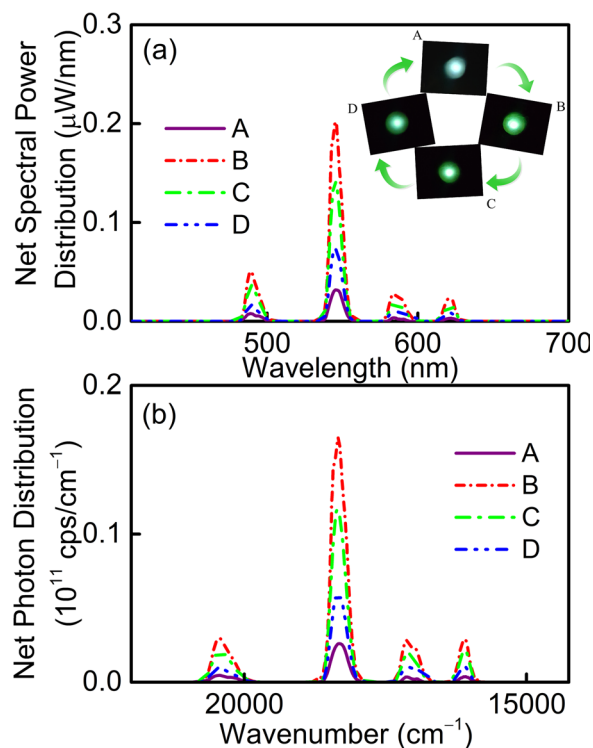 (a)
A
B
C
D
A
B
C
D
0.3
0.2
0.1
0.0
Net Spectral Power
Distribution (μW/nm)
500
600
700
Wavelength (nm)
(b)
A
B
C
D
0.2
0.1
0.0
Net Photon Distribution
(10¹¹ cps/cm⁻¹)
20000
15000
Wavenumber (cm⁻¹)